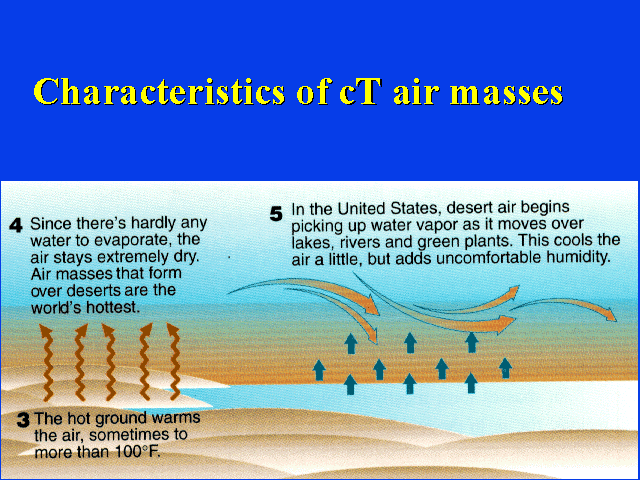 Characteristics of cT air masses
4 Since there's hardly any
water to evaporate, the
air stays extremely dry.
Air masses that form
over deserts are the
world's hottest.
5 In the United States, desert air begins
picking up water vapor as it moves over
lakes, rivers and green plants. This cools the
air a little, but adds uncomfortable humidity.
3 The hot ground warms
the air, sometimes to
more than 100°F.